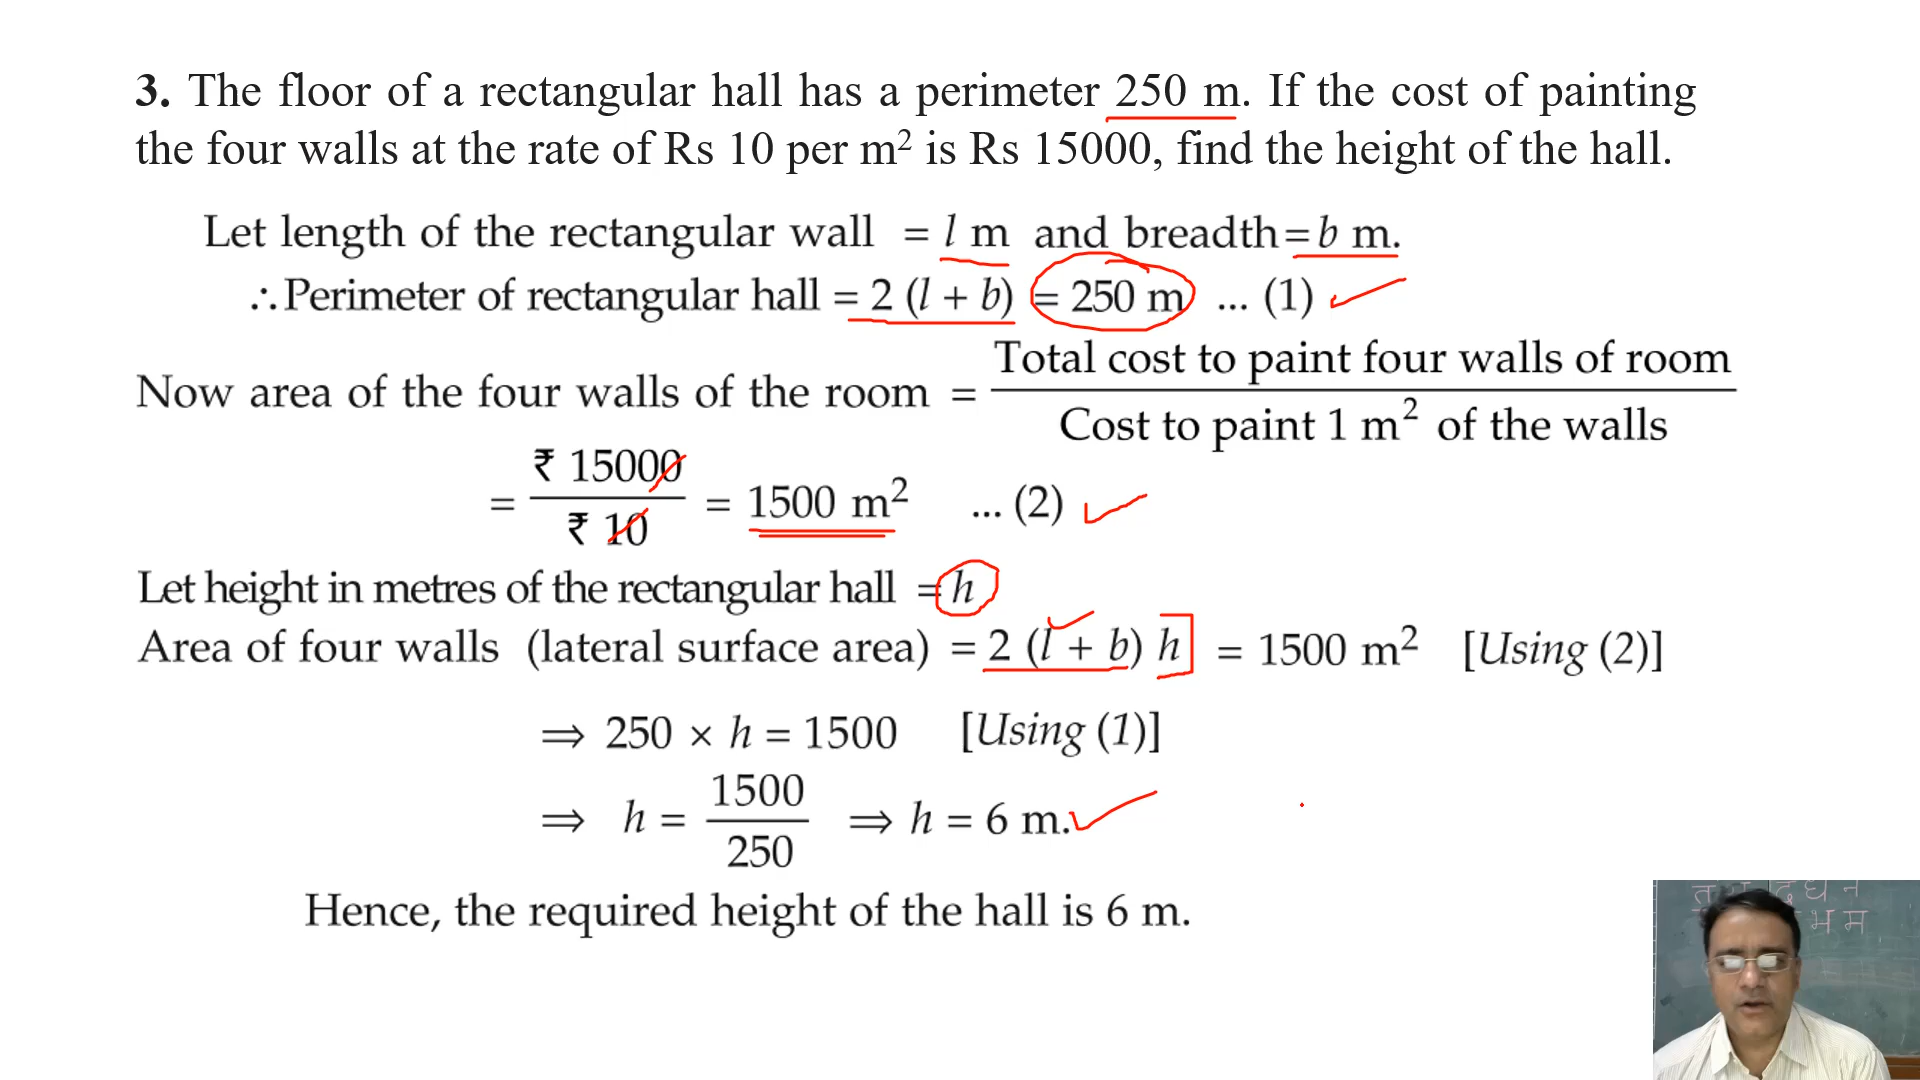 3. The floor of a rectangular hall has a perimeter 250 m. If the cost of painting
the four walls at the rate of Rs 10 per m² is Rs 15000, find the height of the hall.
Let length of the rectangular wall = l m and breadth = b m.
∴ Perimeter of rectangular hall = 2 (l + b) = 250 m ... (1)
Now area of the four walls of the room = Total cost to paint four walls of room / Cost to paint 1 m² of the walls
= ₹ 15000 / ₹ 10 = 1500 m² ... (2)
Let height in metres of the rectangular hall = h
Area of four walls (lateral surface area) = 2 (l + b) h = 1500 m² [Using (2)]
⇒ 250 × h = 1500 [Using (1)]
⇒ h = 1500 / 250 ⇒ h = 6 m.
Hence, the required height of the hall is 6 m.
द ध न
भ म